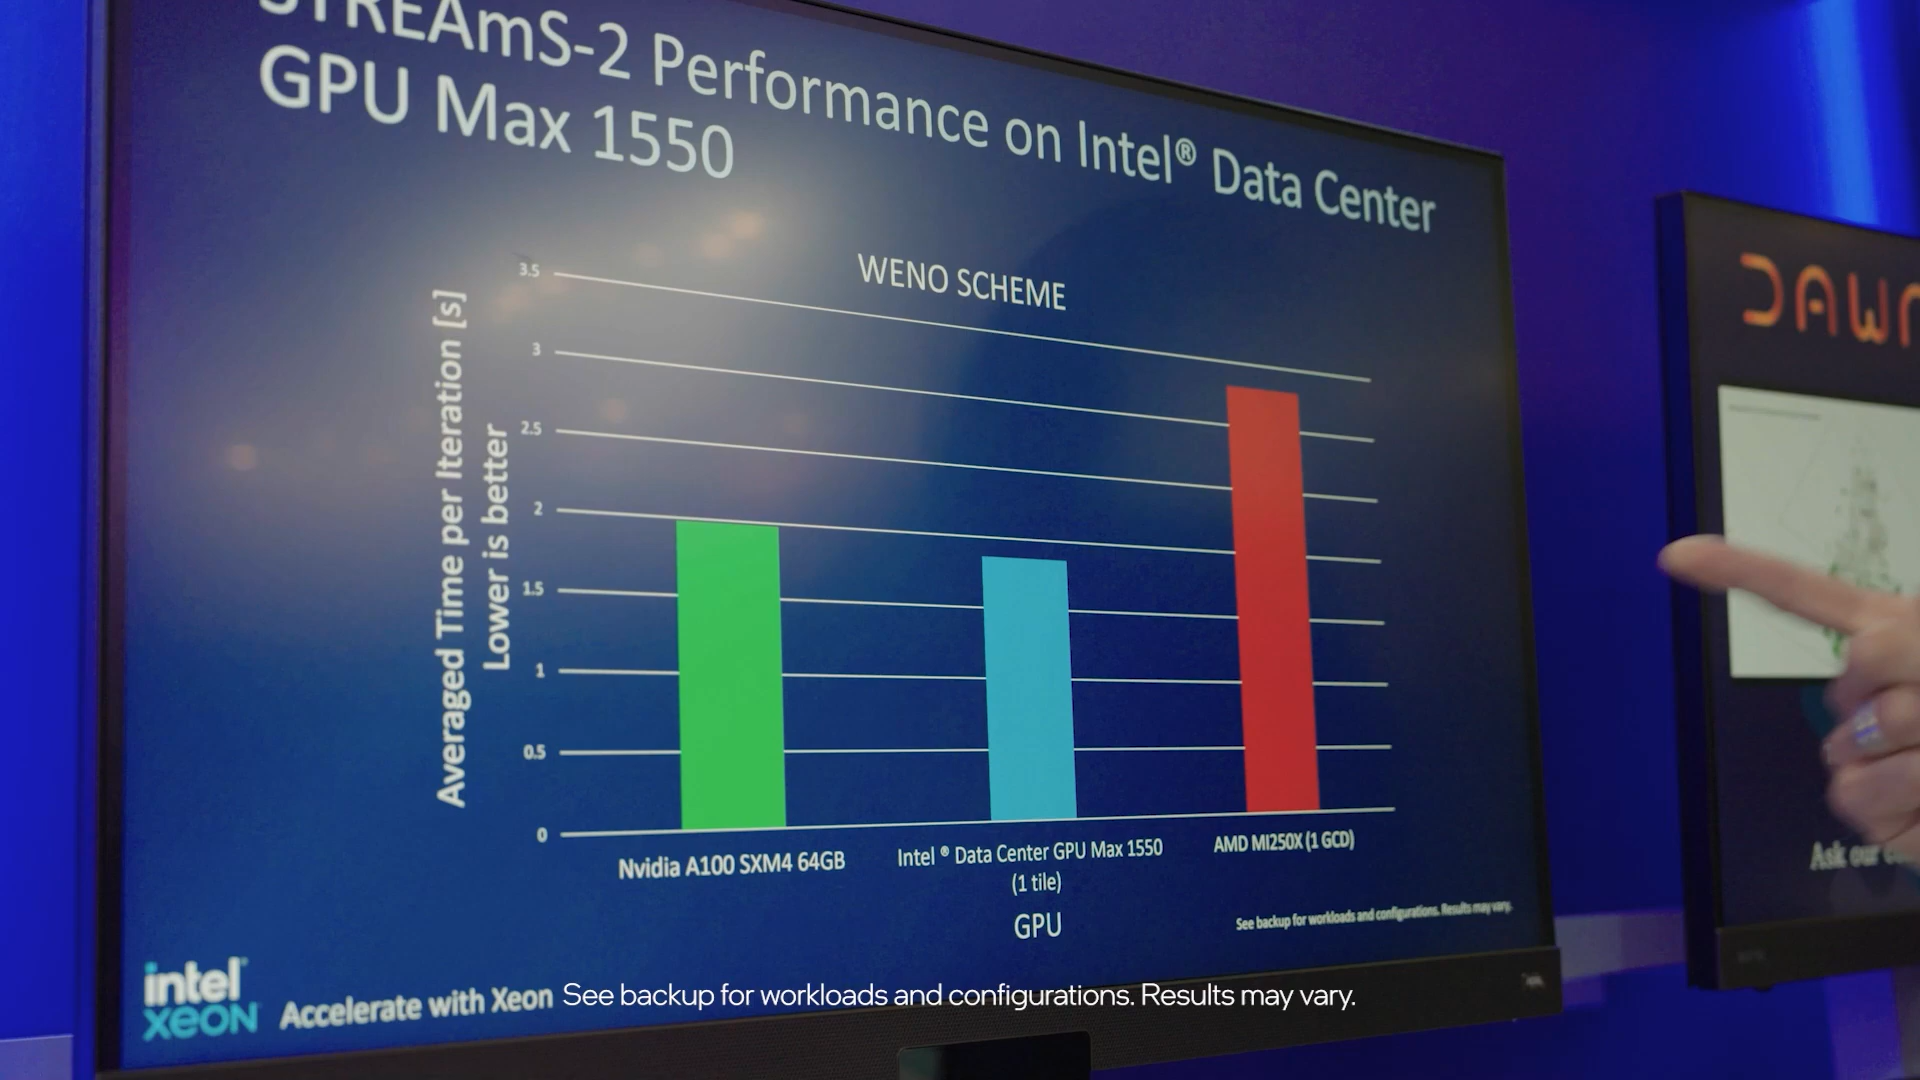 STREAmS-2 Performance on Intel® Data Center
GPU Max 1550
WENO SCHEME
Averaged Time per Iteration [s]
Lower is better
3.5
3
2.5
2
1.5
1
0.5
0
Nvidia A100 SXM4 64GB
Intel ® Data Center GPU Max 1550
(1 tile)
AMD MI250X (1 GCD)
GPU
See backup for workloads and configurations. Results may vary.
intel
xeon
Accelerate with Xeon
See backup for workloads and configurations. Results may vary.
DAWN
Ask our